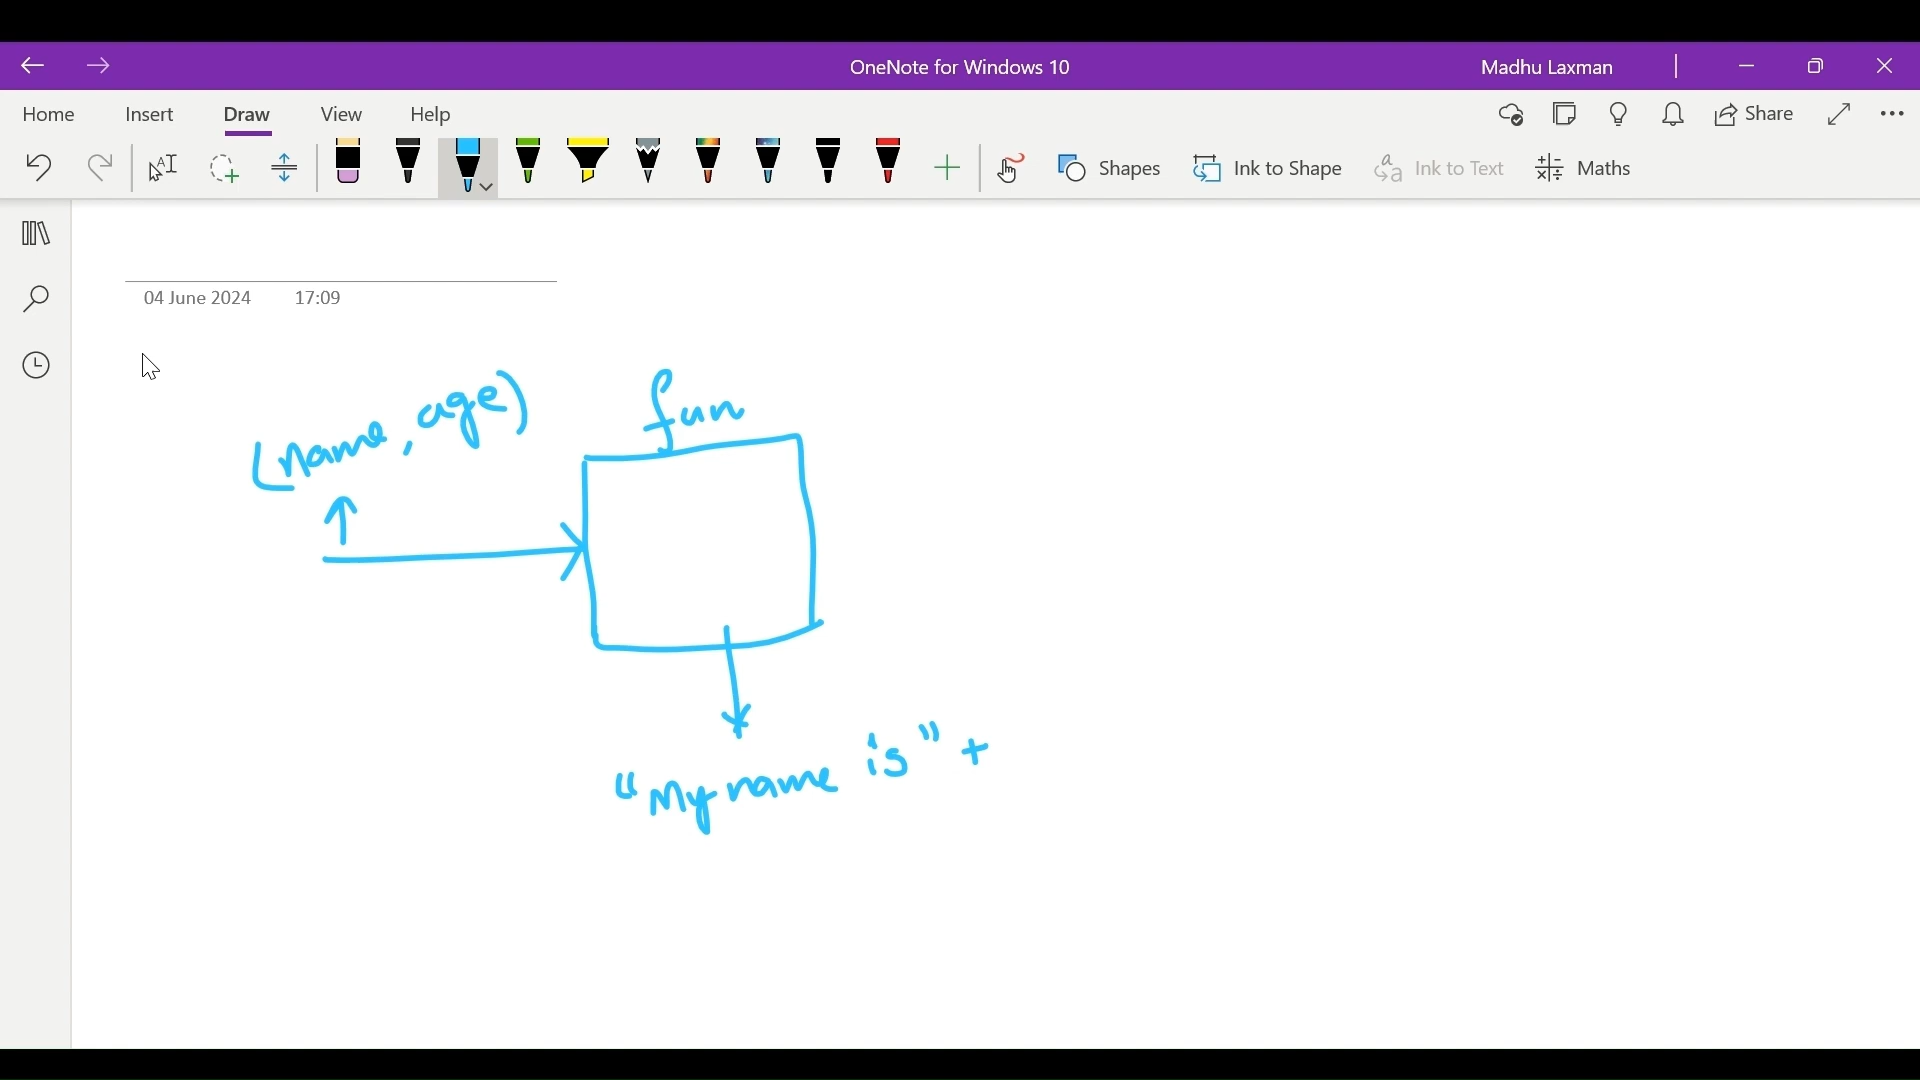 OneNote for Windows 10
Madhu Laxman
Home Insert Draw View Help
Share
Shapes Ink to Shape Ink to Text Maths
04 June 2024 17:09
(name, age)
fun
"My name is" +